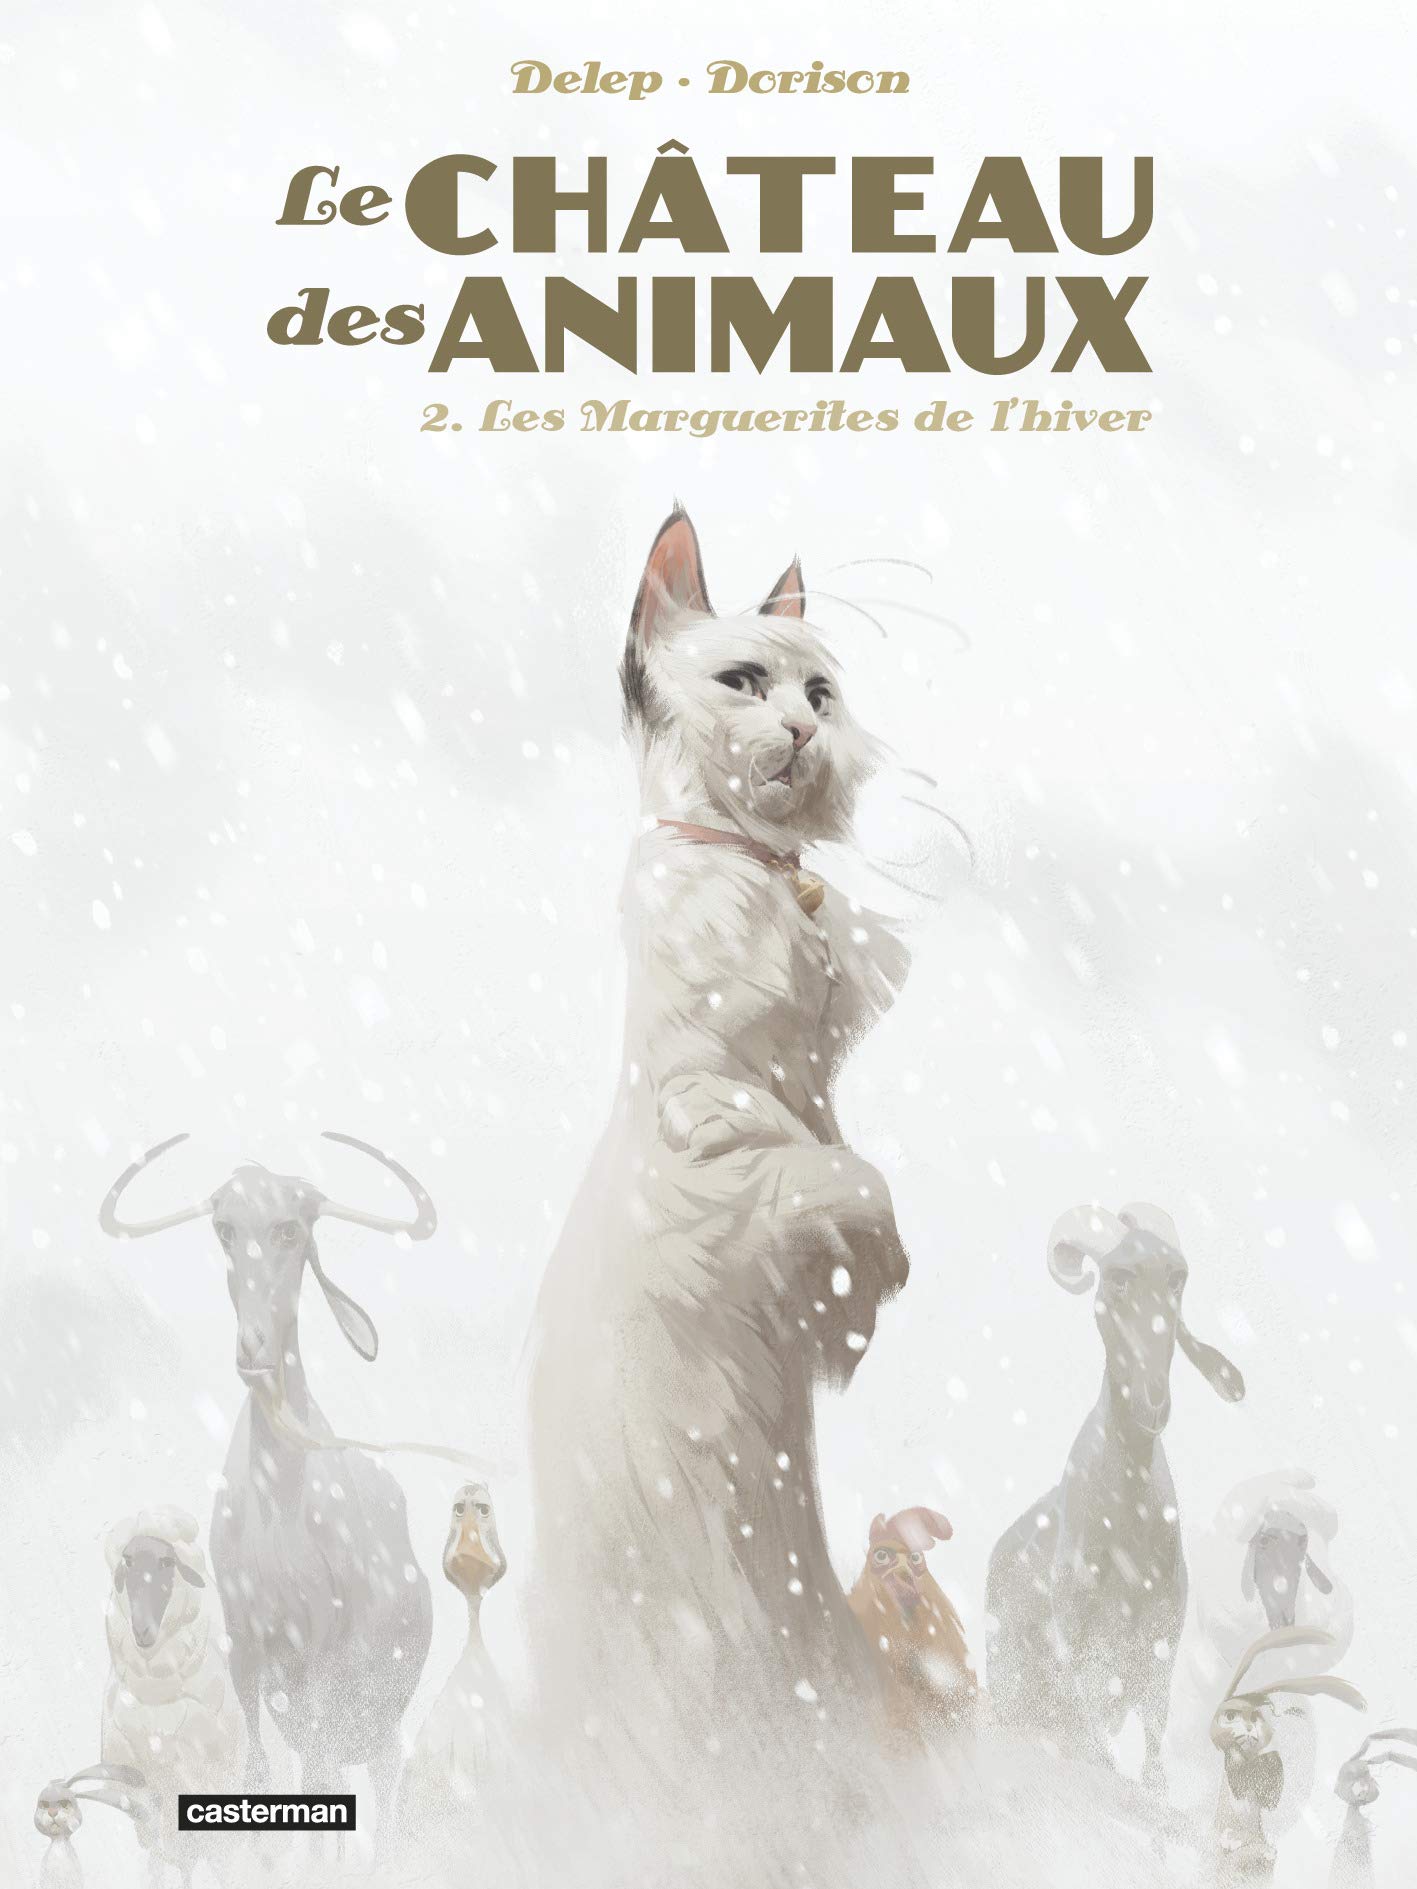 Delep · Dorison
Le CHÂTEAU
des ANIMAUX
2. Les Marguerites de l'hiver
casterman